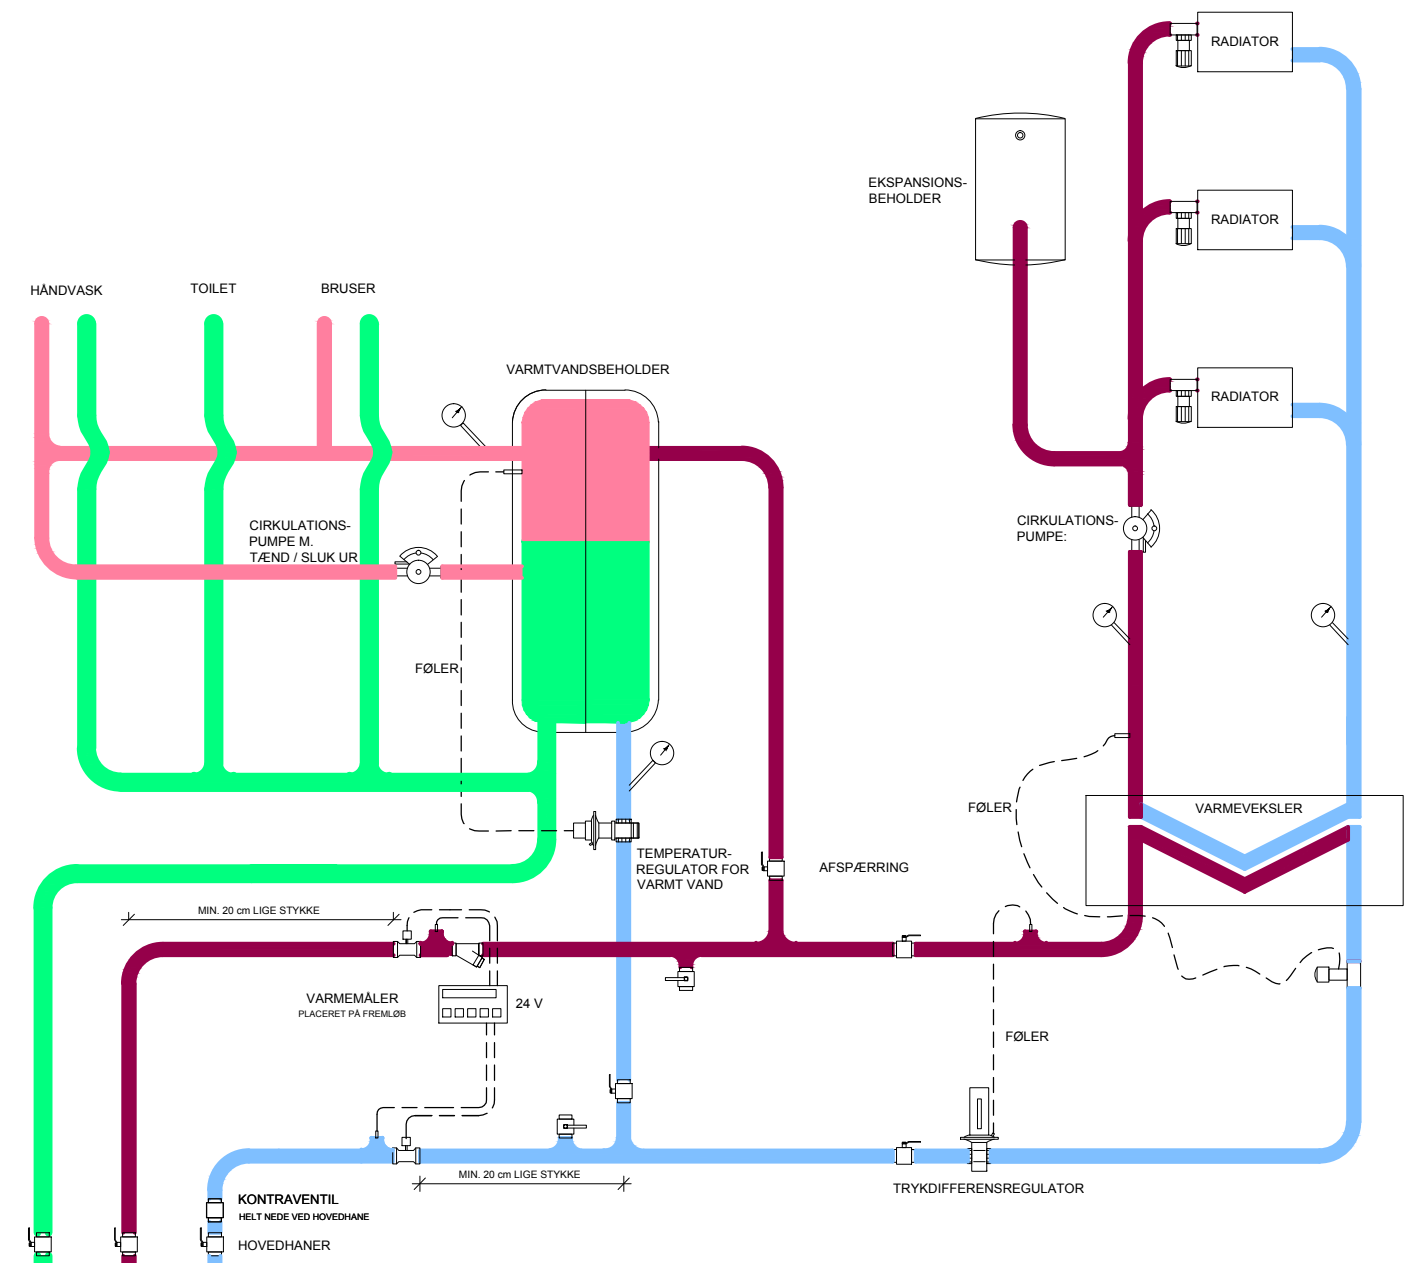 RADIATOR
EKSPANSIONS-
BEHOLDER
RADIATOR
HÅNDVASK
TOILET
BRUSER
VARMTVANDSBEHOLDER
RADIATOR
CIRKULATIONS-
PUMPE M.
TÆND / SLUK UR
CIRKULATIONS-
PUMPE:
FØLER
FØLER
VARMEVEKSLER
TEMPERATUR-
REGULATOR FOR
VARMT VAND
AFSPÆRRING
MIN. 20 cm LIGE STYKKE
VARMEMÅLER
PLACERET PÅ FREMLØB
24 V
FØLER
MIN. 20 cm LIGE STYKKE
TRYKDIFFERENSREGULATOR
KONTRAVENTIL
HELT NEDE VED HOVEDHANE
HOVEDHANER